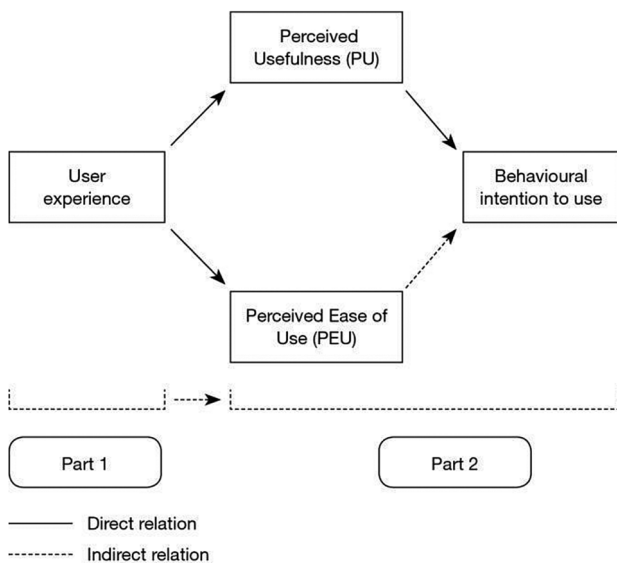 Perceived
Usefulness (PU)
User
experience
Behavioural
intention to use
Perceived Ease of
Use (PEU)
Part 1
Part 2
Direct relation
Indirect relation